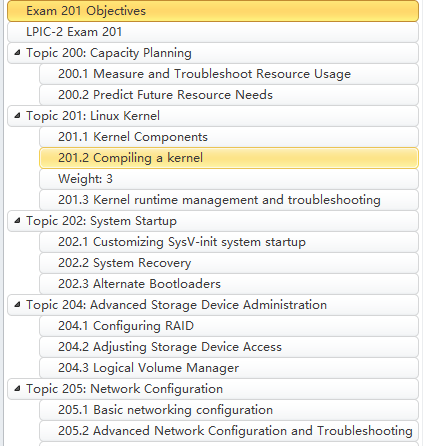 Exam 201 Objectives
LPIC-2 Exam 201
Topic 200: Capacity Planning
200.1 Measure and Troubleshoot Resource Usage
200.2 Predict Future Resource Needs
Topic 201: Linux Kernel
201.1 Kernel Components
201.2 Compiling a kernel
Weight: 3
201.3 Kernel runtime management and troubleshooting
Topic 202: System Startup
202.1 Customizing SysV-init system startup
202.2 System Recovery
202.3 Alternate Bootloaders
Topic 204: Advanced Storage Device Administration
204.1 Configuring RAID
204.2 Adjusting Storage Device Access
204.3 Logical Volume Manager
Topic 205: Network Configuration
205.1 Basic networking configuration
205.2 Advanced Network Configuration and Troubleshooting